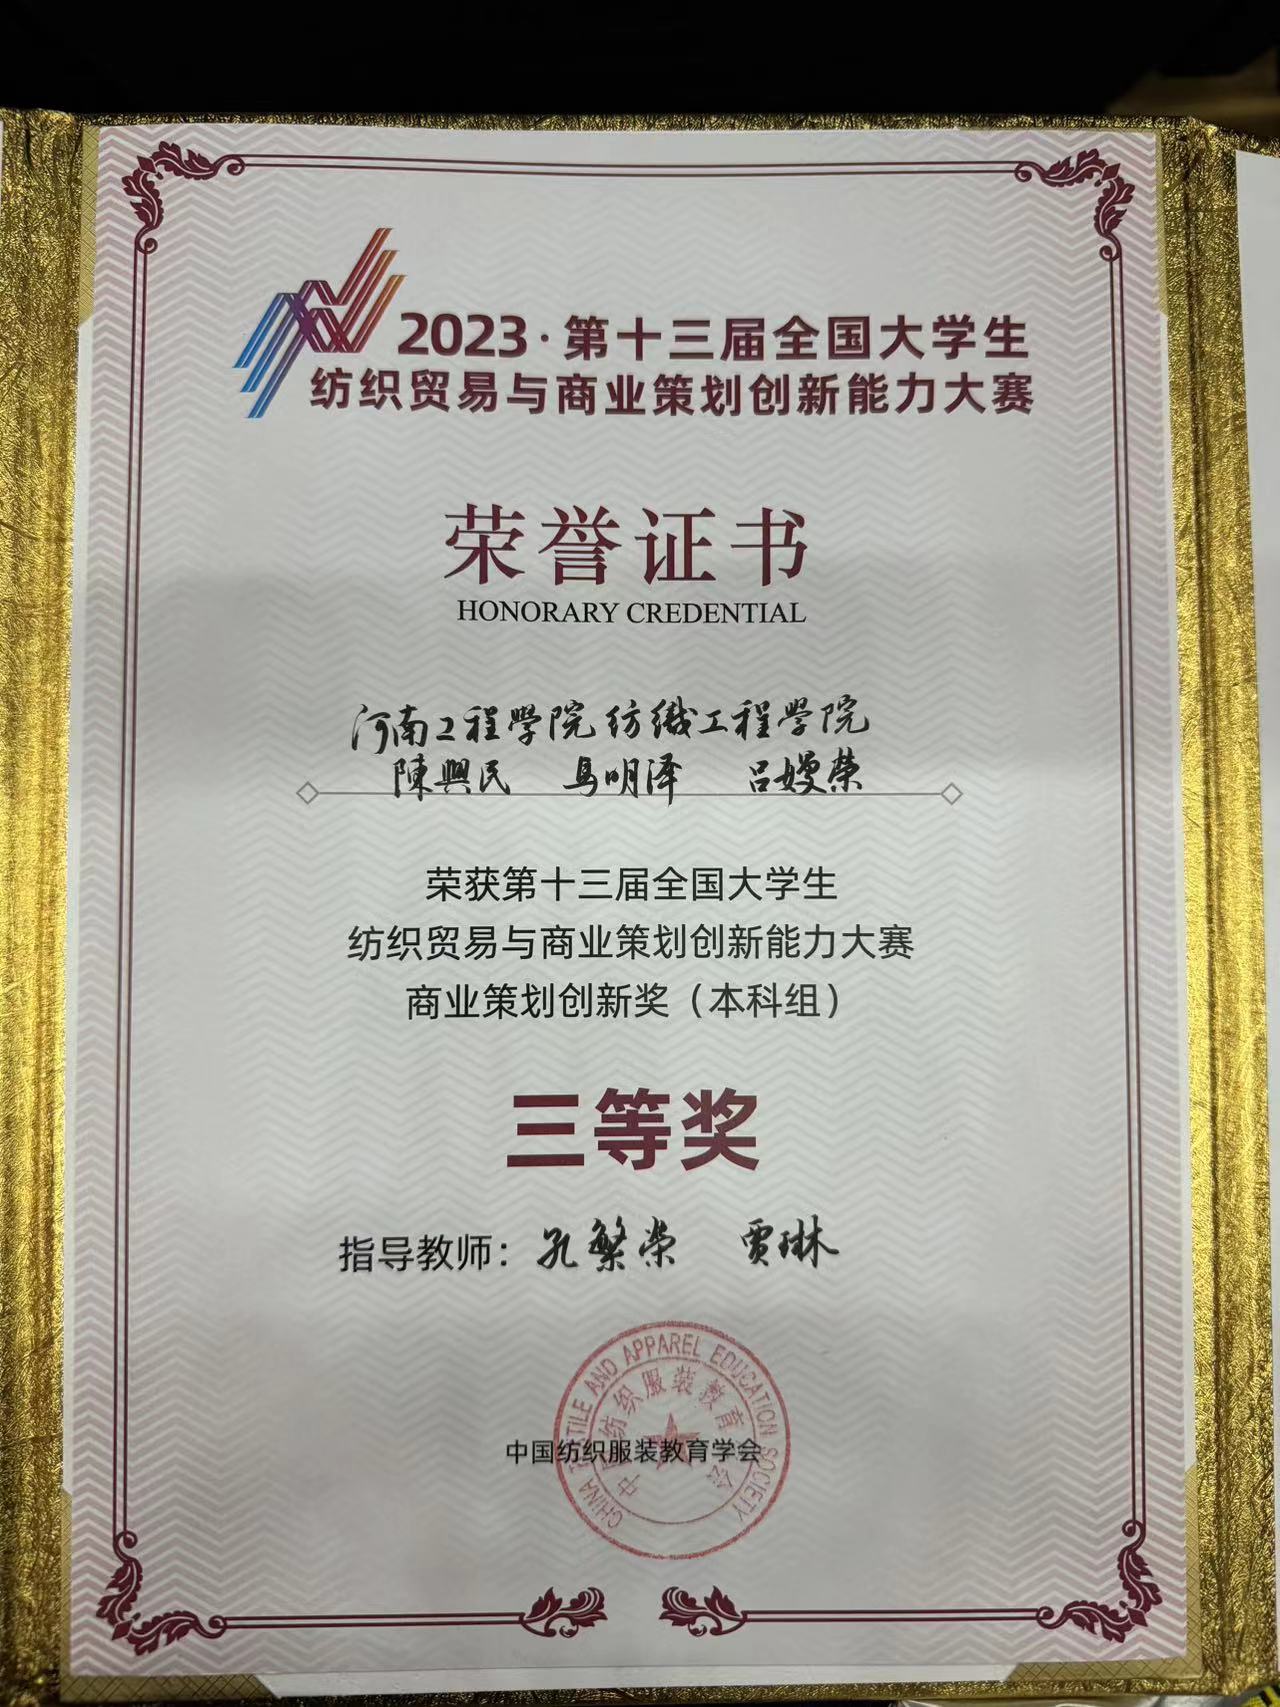 2023·第十三届全国大学生
纺织贸易与商业策划创新能力大赛
荣誉证书
HONORARY CREDENTIAL
河南工程學院纺織工程學院
陳興民 马明泽 吕嫚荣
荣获第十三届全国大学生
纺织贸易与商业策划创新能力大赛
商业策划创新奖（本科组）
三等奖
指导教师：孔繁荣 贾琳
中国纺织服装教育学会
CHINA TEXTILE AND APPAREL EDUCATION SOCIETY
中国纺织服装教育学会